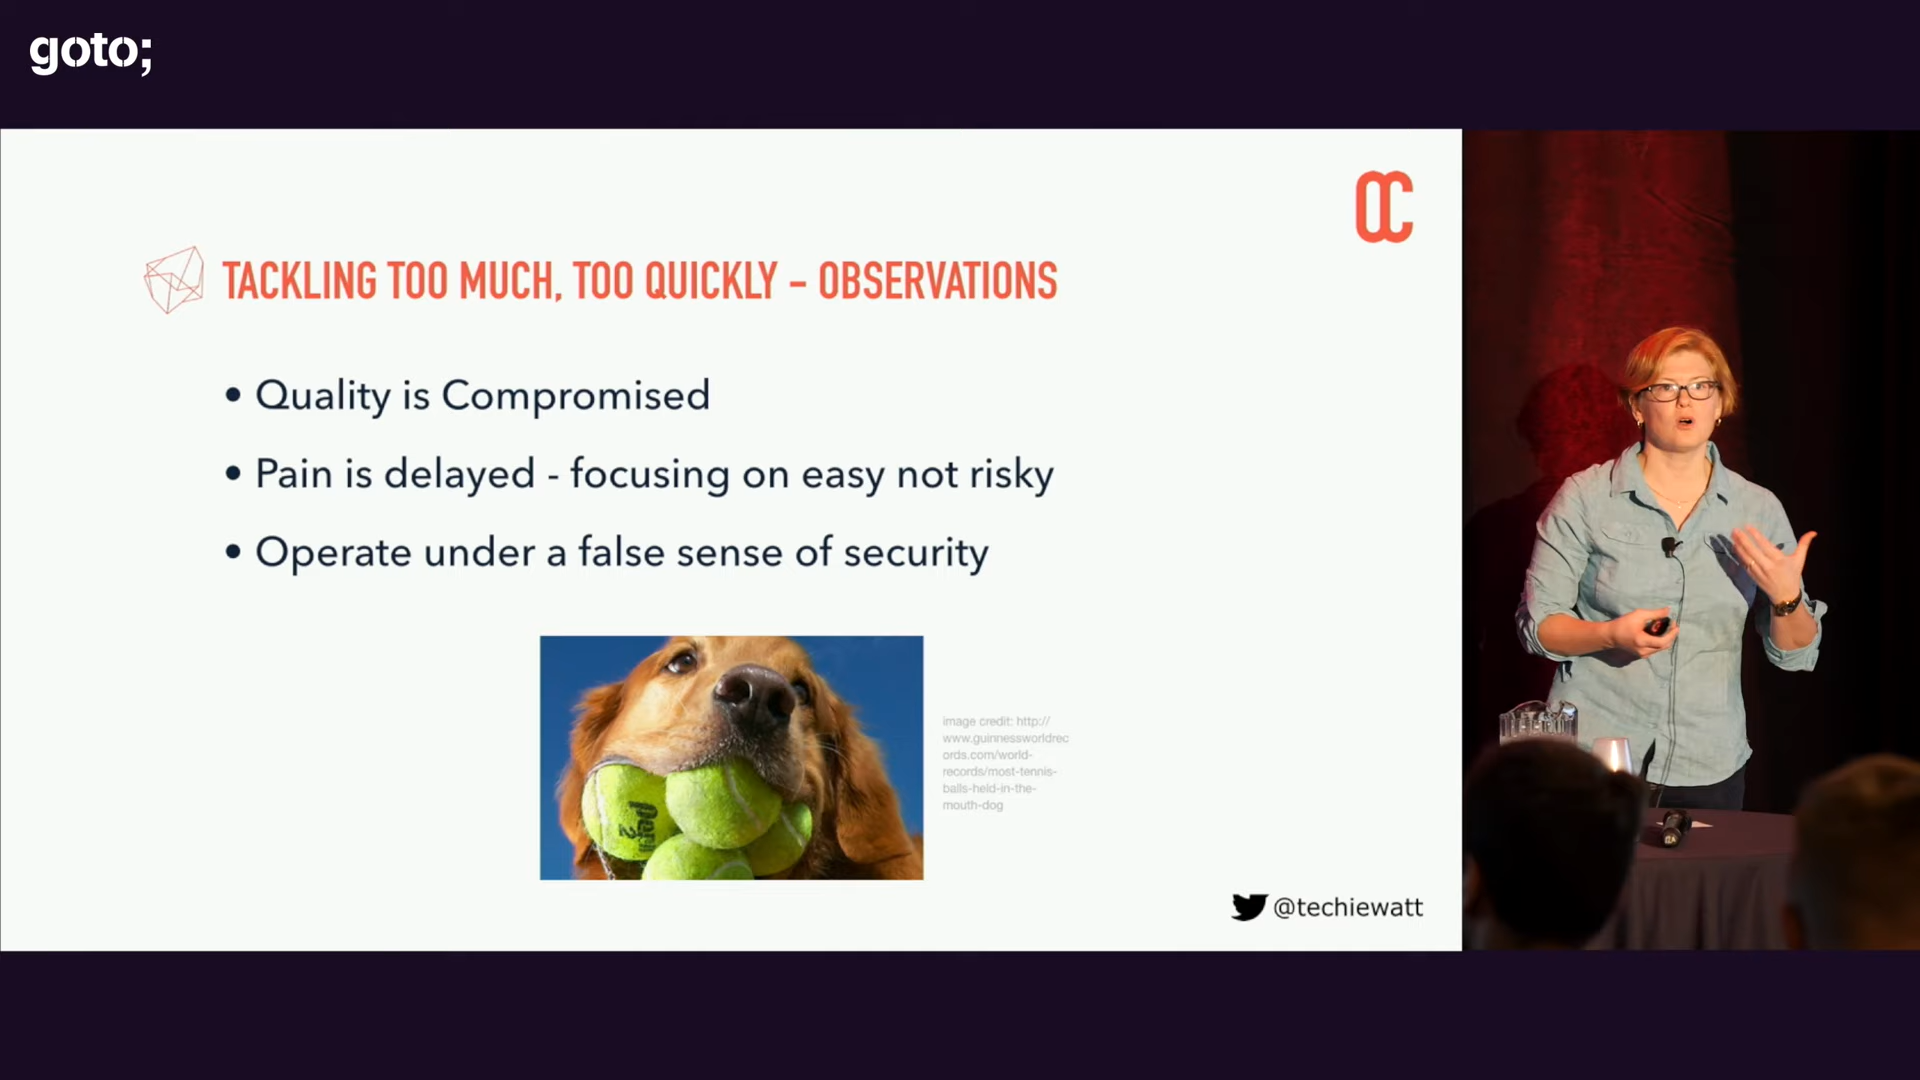 goto;
TACKLING TOO MUCH, TOO QUICKLY - OBSERVATIONS
• Quality is Compromised
• Pain is delayed - focusing on easy not risky
• Operate under a false sense of security
image credit: http://
www.guinnessworldrec
ords.com/world-
records/most-tennis-
balls-held-in-the-
mouth-dog
@techiewatt